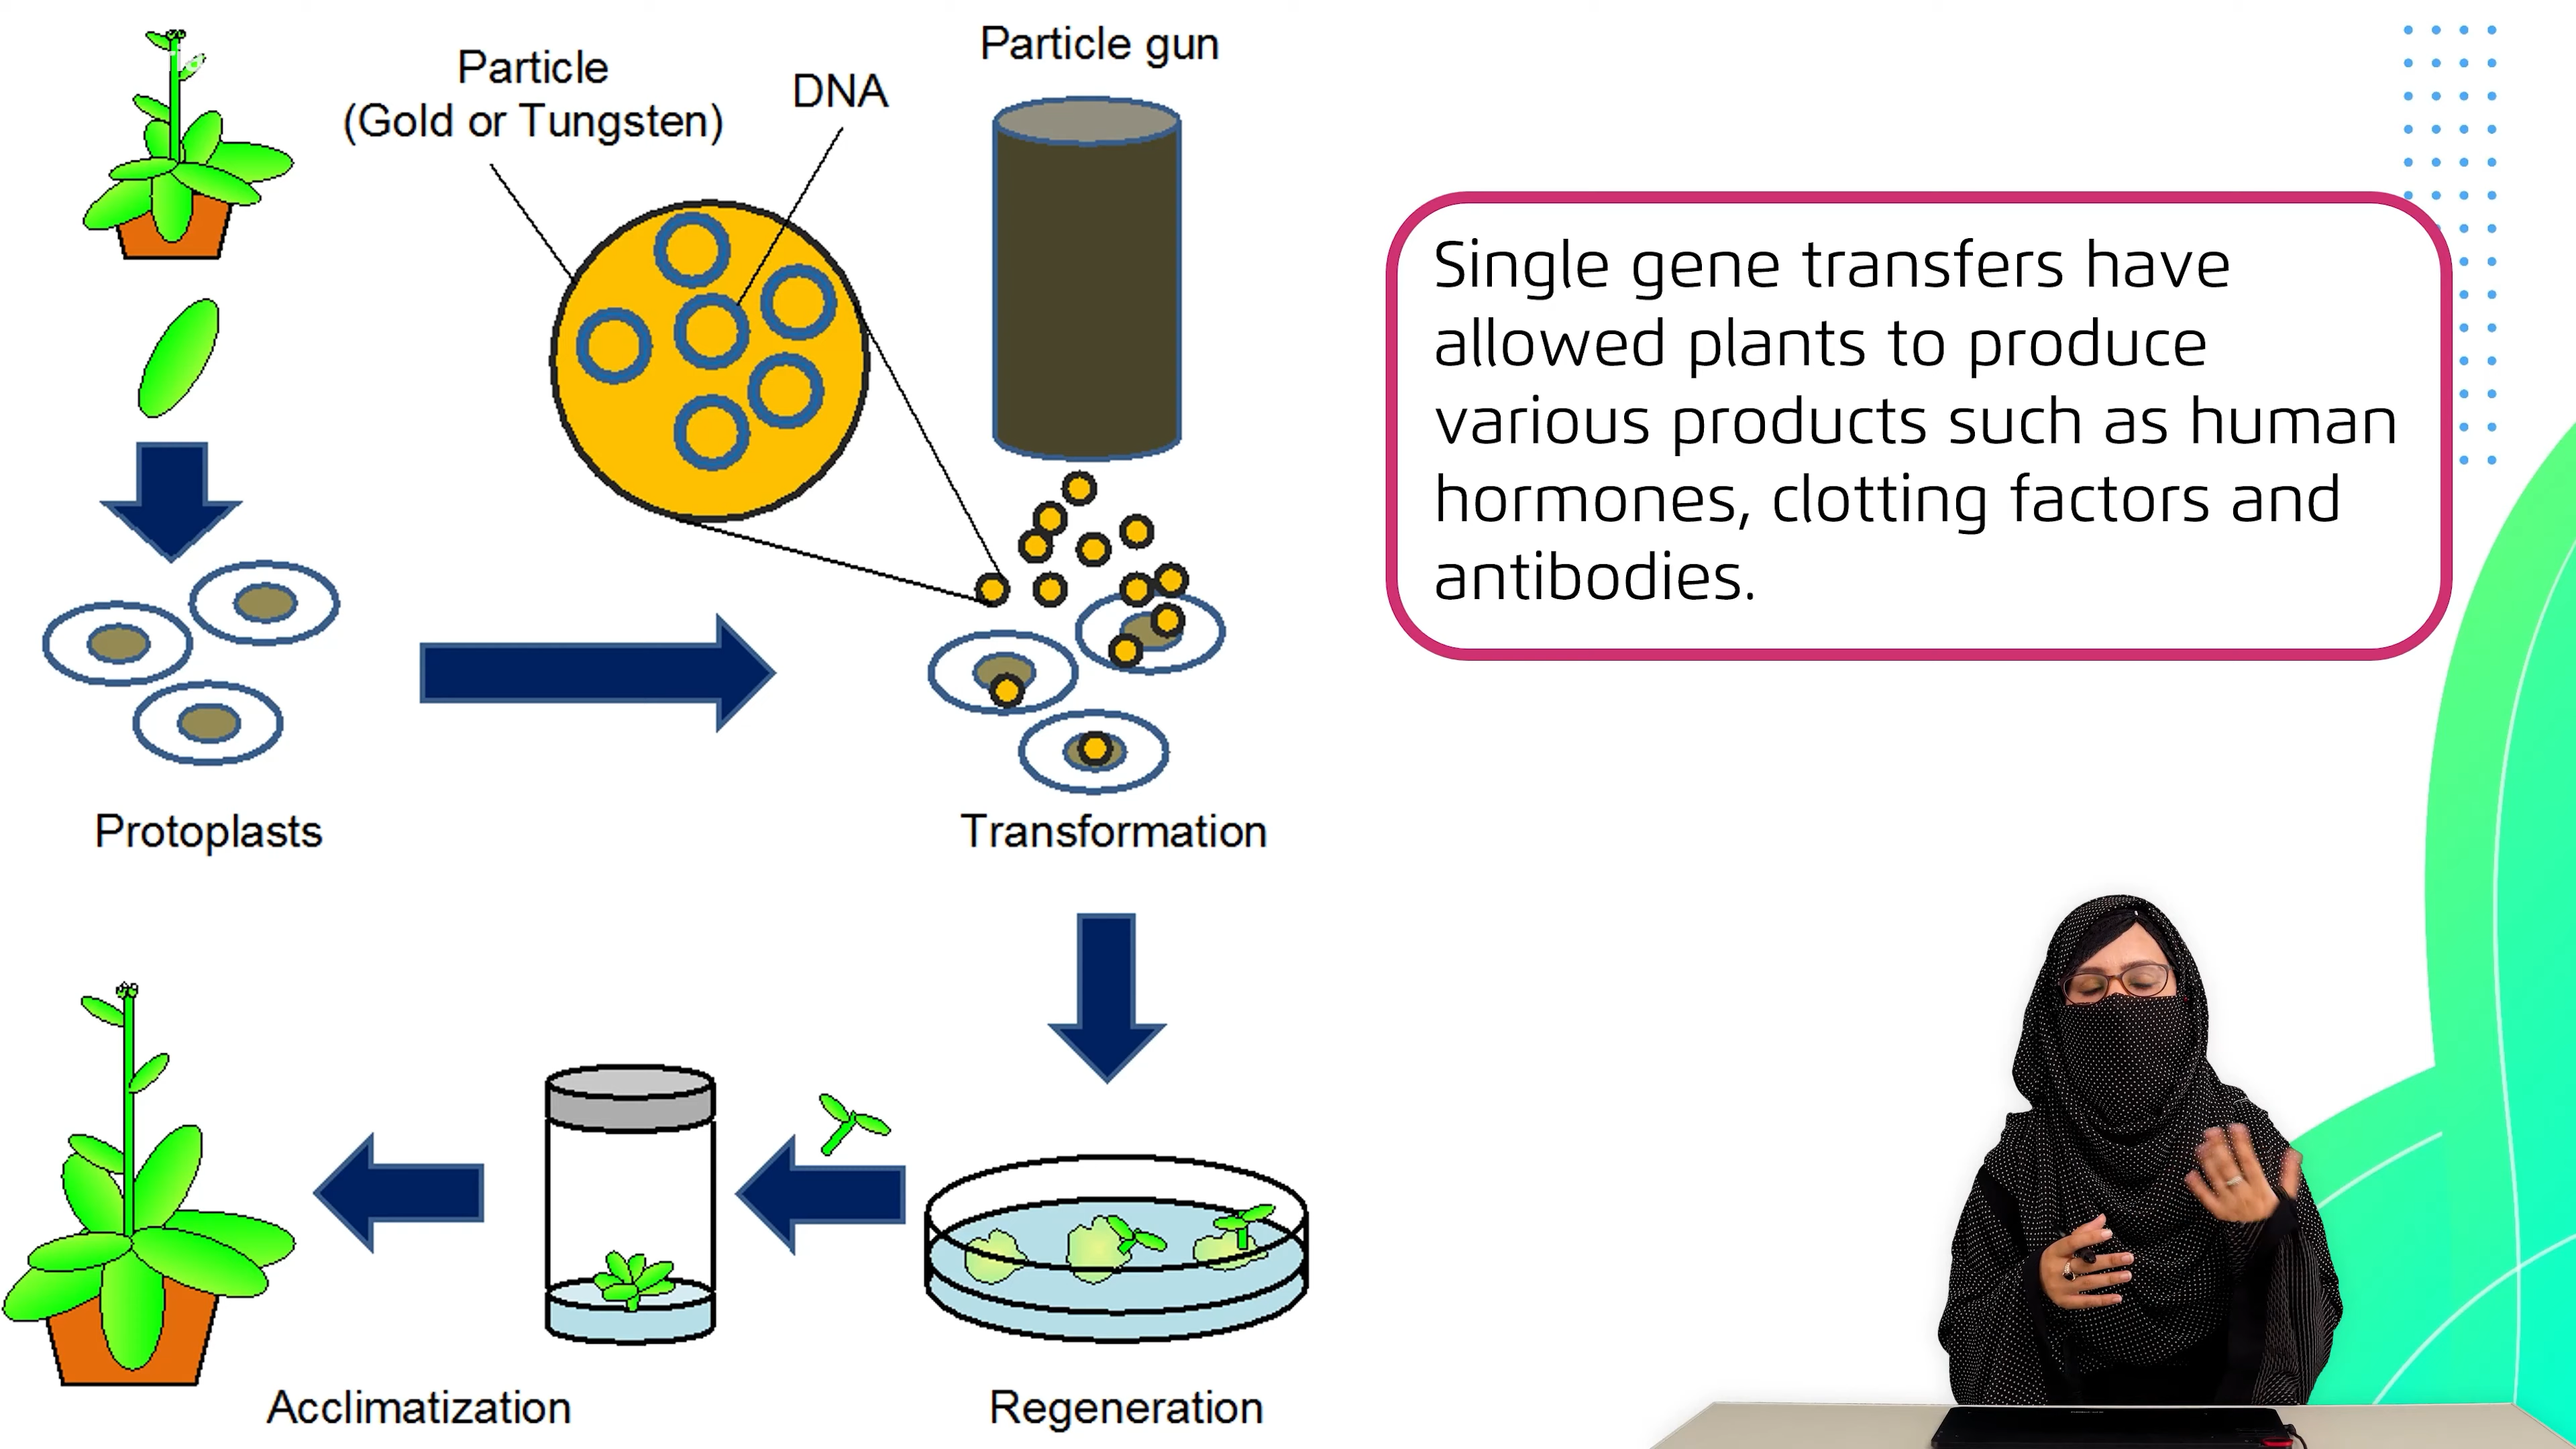 Particle gun
Particle
(Gold or Tungsten)
DNA
Single gene transfers have
allowed plants to produce
various products such as human
hormones, clotting factors and
antibodies.
Protoplasts
Transformation
Acclimatization
Regeneration